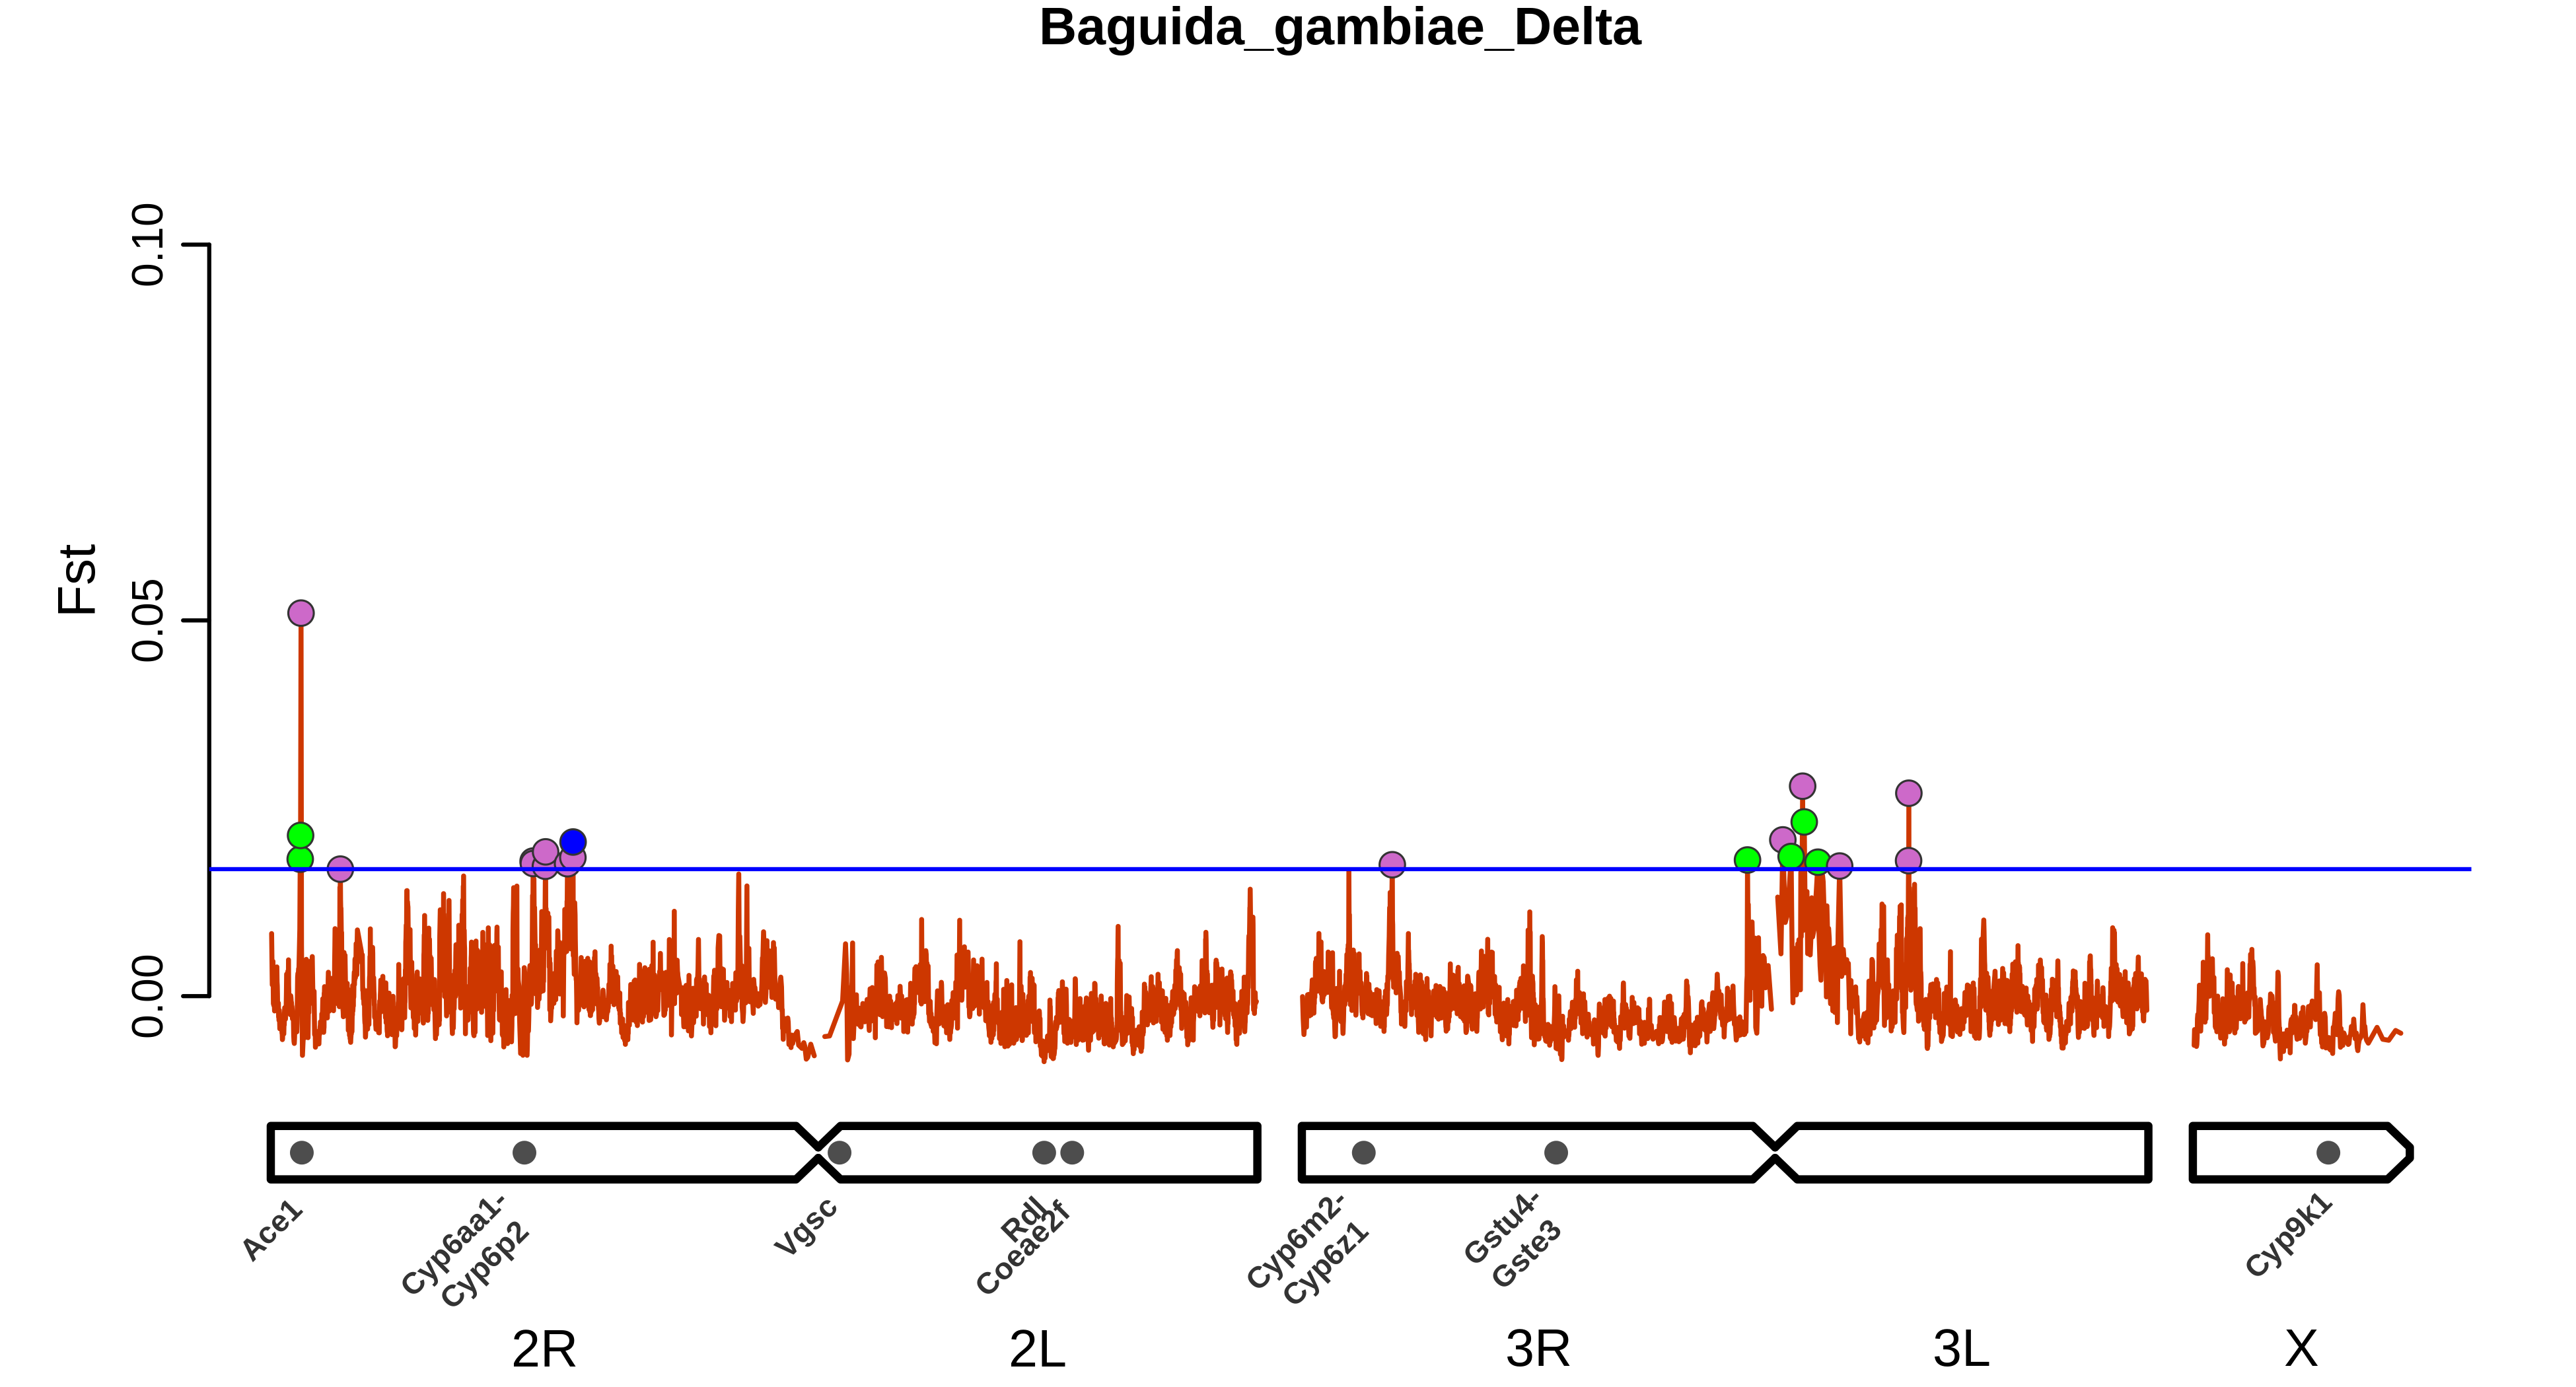 Baguida_gambiae_Delta
0.10
0.05
0.00
Fst
Ace1
Cyp6aa1-
Cyp6p2
Vgsc
Rdl
Coeae2f
Cyp6m2-
Cyp6z1
Gstu4-
Gste3
Cyp9k1
2R
2L
3R
3L
X